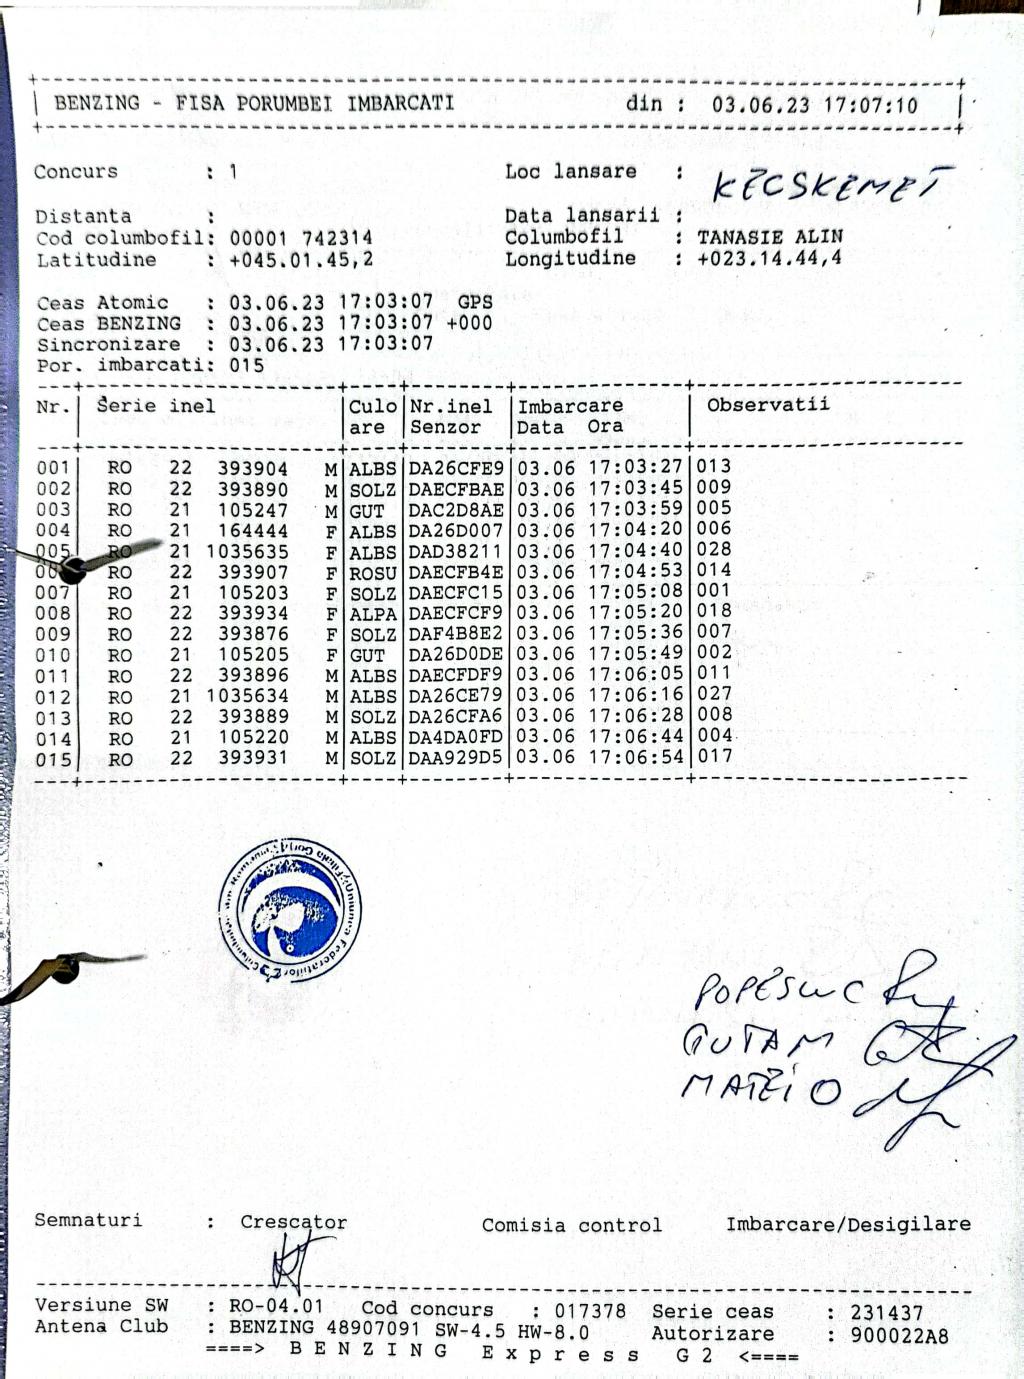 BENZING - FISA PORUMBEI IMBARCATI din : 03.06.23 17:07:10
Concurs : 1 Loc lansare : KECSKEMET
Distanta : Data lansarii :
Cod columbofil: 00001 742314 Columbofil : TANASIE ALIN
Latitudine : +045.01.45,2 Longitudine : +023.14.44,4
Ceas Atomic : 03.06.23 17:03:07 GPS
Ceas BENZING : 03.06.23 17:03:07 +000
Sincronizare : 03.06.23 17:03:07
Por. imbarcati: 015
Nr. Serie inel Culo Nr.inel Imbarcare Observatii
are Senzor Data Ora
001 RO 22 393904 M ALBS DA26CFE9 03.06 17:03:27 013
002 RO 22 393890 M SOLZ DAECFBAE 03.06 17:03:45 009
003 RO 21 105247 M GUT DAC2D8AE 03.06 17:03:59 005
004 RO 21 164444 F ALBS DA26D007 03.06 17:04:20 006
005 RO 21 1035635 F ALBS DAD38211 03.06 17:04:40 028
RO 22 393907 F ROSU DAECFB4E 03.06 17:04:53 014
007 RO 21 105203 F SOLZ DAECFC15 03.06 17:05:08 001
008 RO 22 393934 F ALPA DAECFCF9 03.06 17:05:20 018
009 RO 22 393876 F SOLZ DAF4B8E2 03.06 17:05:36 007
010 RO 21 105205 F GUT DA26D0DE 03.06 17:05:49 002
011 RO 22 393896 M ALBS DAECFDF9 03.06 17:06:05 011
012 RO 21 1035634 M ALBS DA26CE79 03.06 17:06:16 027
013 RO 22 393889 M SOLZ DA26CFA6 03.06 17:06:28 008
014 RO 21 105220 M ALBS DA4DA0FD 03.06 17:06:44 004
015 RO 22 393931 M SOLZ DAA929D5 03.06 17:06:54 017
POPESCU C
GUTA M
MATEI O
Semnaturi : Crescator Comisia control Imbarcare/Desigilare
Versiune SW : RO-04.01 Cod concurs : 017378 Serie ceas : 231437
Antena Club : BENZING 48907091 SW-4.5 HW-8.0 Autorizare : 900022A8
====> BENZING Express G2 <====